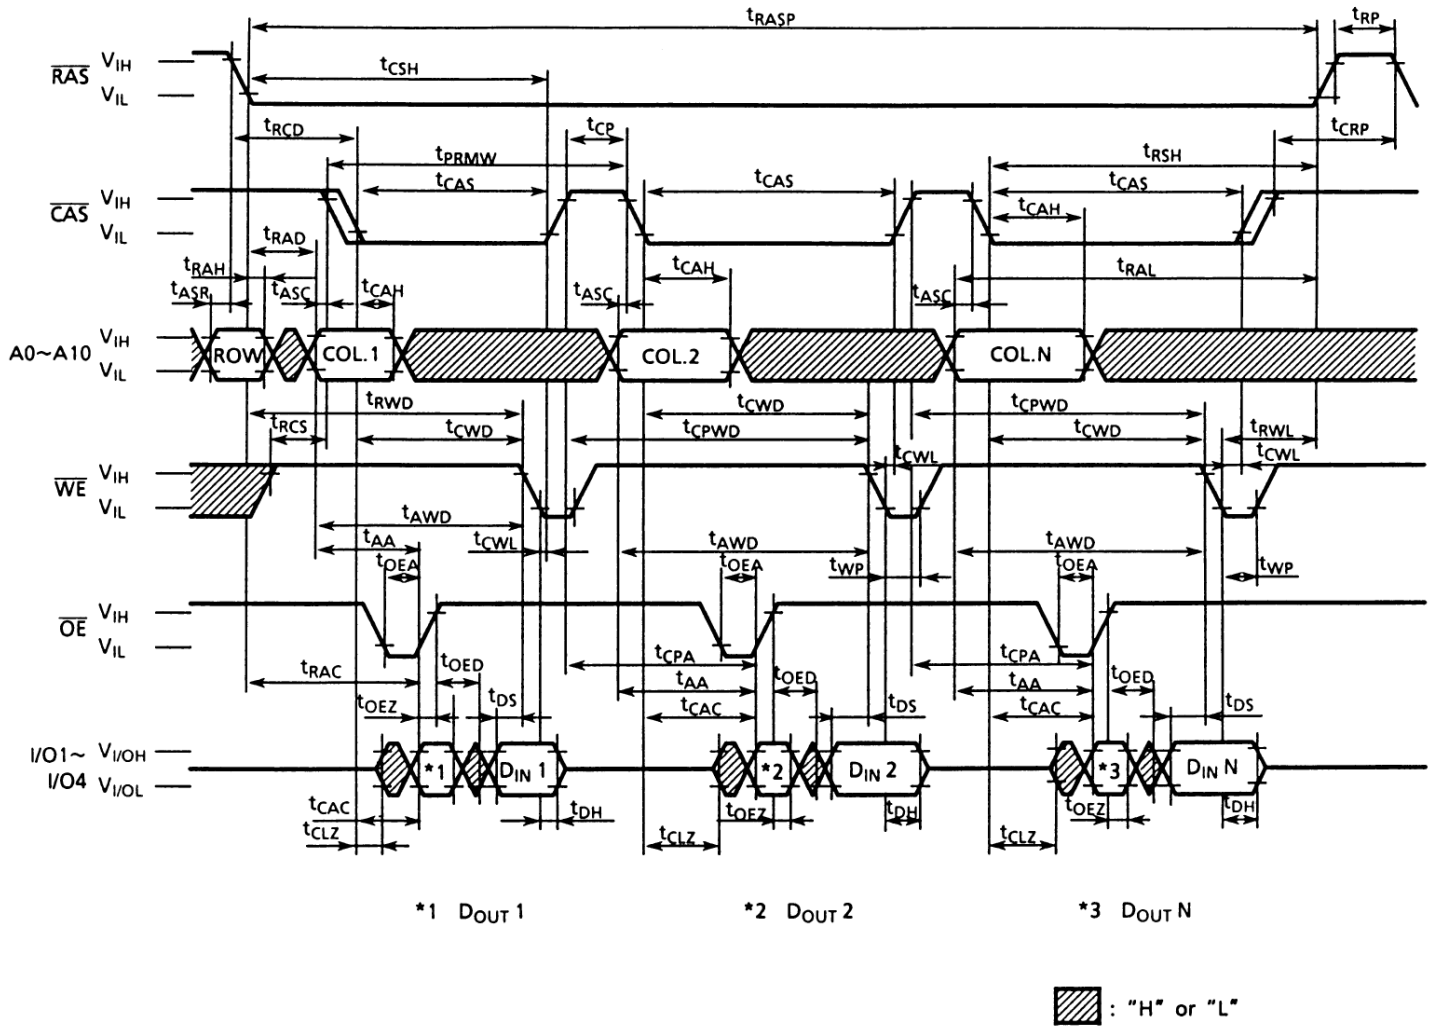 tRASP
tRP
RAS
VIH
VIL
tCSH
tRCD
tCP
tCRP
tPRMW
tRSH
CAS
VIH
VIL
tCAS
tCAS
tCAS
tCAH
tRAD
tRAH
tASR
tASC
tCAH
tASC
tCAH
tASC
tRAL
A0~A10
VIH
VIL
ROW
COL.1
COL.2
COL.N
tRWD
tCWD
tCPWD
tRCS
tCWD
tCPWD
tCWD
tRWL
WE
VIH
VIL
tCWL
tCWL
tAWD
tAA
tCWL
tAWD
tAWD
tOEA
tOEA
tWP
tOEA
tWP
OE
VIH
VIL
tRAC
tOED
tCPA
tOED
tCPA
tOED
tOEZ
tDS
tAA
tCAC
tDS
tAA
tCAC
tDS
I/O1~
I/O4
VI/OH
VI/OL
*1
DIN 1
*2
DIN 2
*3
DIN N
tCAC
tCLZ
tDH
tCLZ
tOEZ
tDH
tCLZ
tOEZ
tDH
*1 DOUT 1
*2 DOUT 2
*3 DOUT N
: "H" or "L"